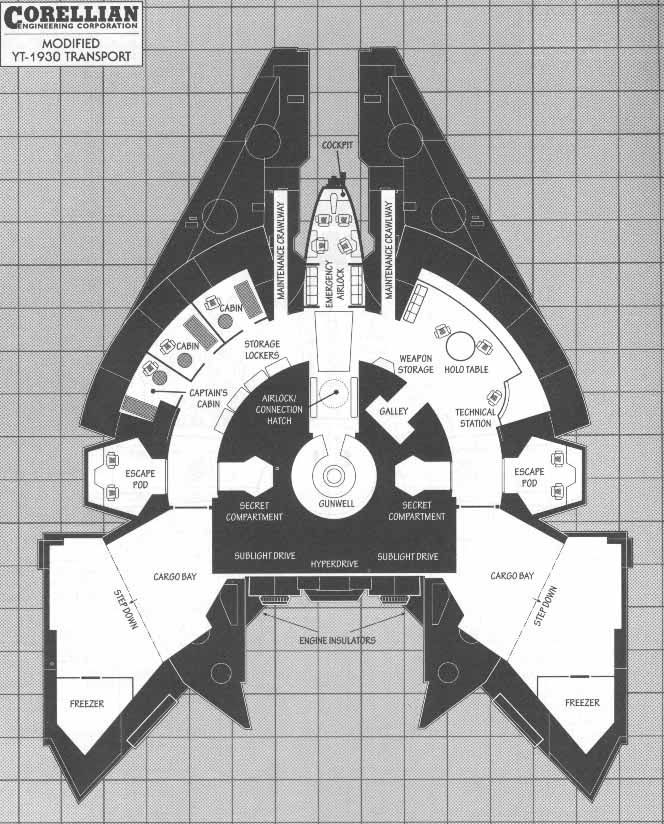 CORELLIAN
ENGINEERING CORPORATION
MODIFIED
YT-1930 TRANSPORT
COCKPIT
MAINTENANCE CRAWLWAY
EMERGENCY
AIRLOCK
MAINTENANCE CRAWLWAY
CABIN
CABIN
STORAGE
LOCKERS
WEAPON
STORAGE
HOLO TABLE
CAPTAIN'S
CABIN
AIRLOCK/
CONNECTION
HATCH
GALLEY
TECHNICAL
STATION
ESCAPE
POD
ESCAPE
POD
SECRET
COMPARTMENT
GUNWELL
SECRET
COMPARTMENT
SUBLIGHT DRIVE
HYPERDRIVE
SUBLIGHT DRIVE
CARGO BAY
CARGO BAY
STEP DOWN
STEP DOWN
ENGINE INSULATORS
FREEZER
FREEZER